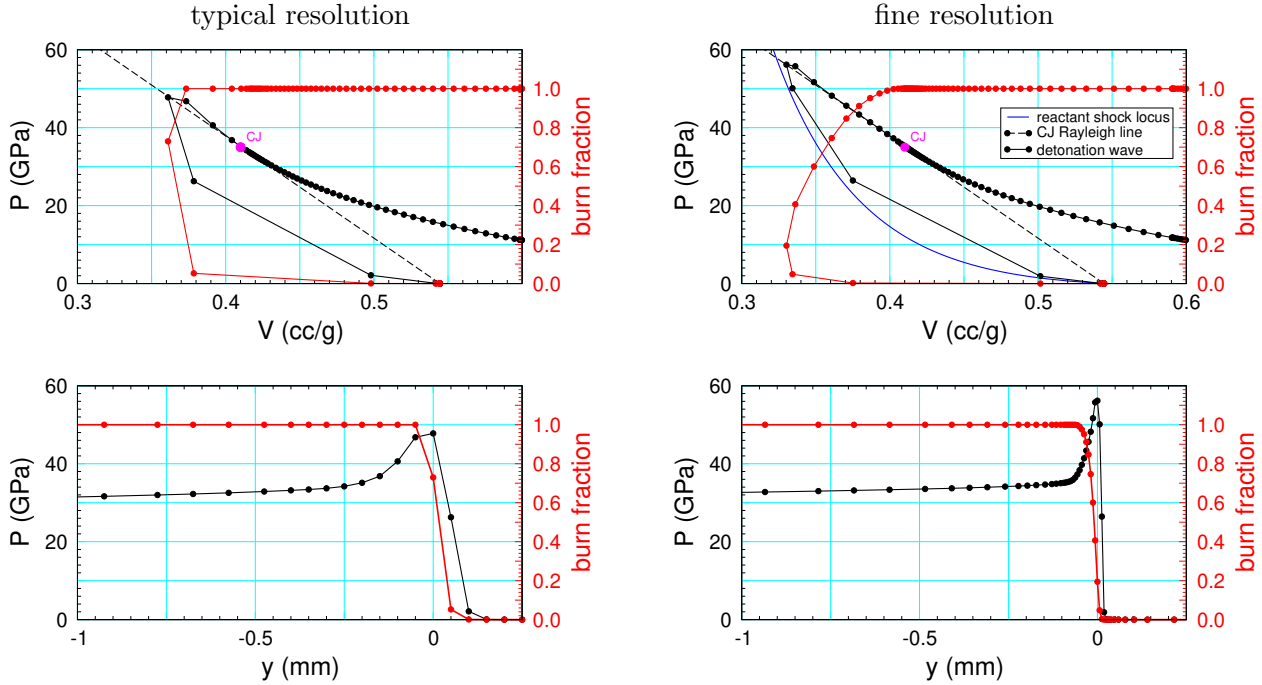 typical resolution
fine resolution
60
40
20
0
P (GPa)
CJ
1.0
0.8
0.6
0.4
0.2
0.0
burn fraction
0.3
0.4
0.5
V (cc/g)
60
40
20
0
P (GPa)
CJ
reactant shock locus
CJ Rayleigh line
detonation wave
1.0
0.8
0.6
0.4
0.2
0.0
burn fraction
0.3
0.4
0.5
0.6
V (cc/g)
60
40
20
0
P (GPa)
1.0
0.8
0.6
0.4
0.2
0.0
burn fraction
-1
-0.5
0
y (mm)
60
40
20
0
P (GPa)
1.0
0.8
0.6
0.4
0.2
0.0
burn fraction
-1
-0.5
0
y (mm)